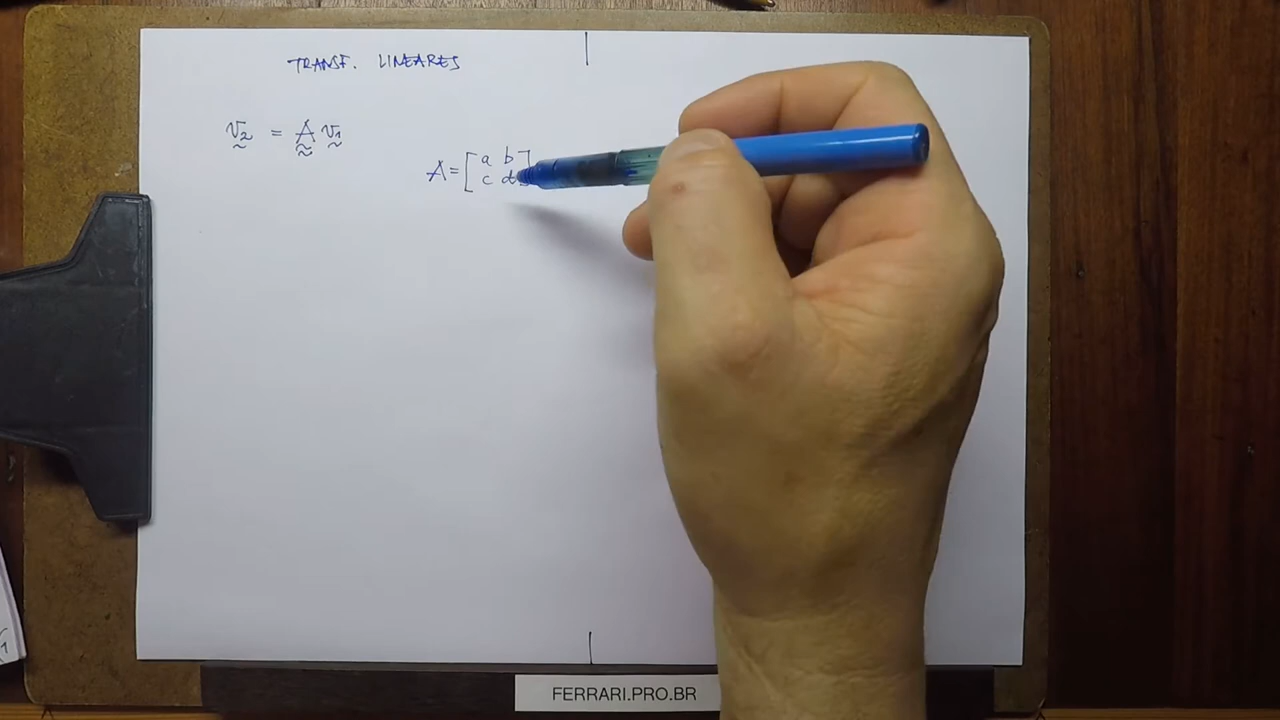 TRANSF. LINEARES
v2 = A v1
A = [ a b
c d ]
FERRARI.PRO.BR